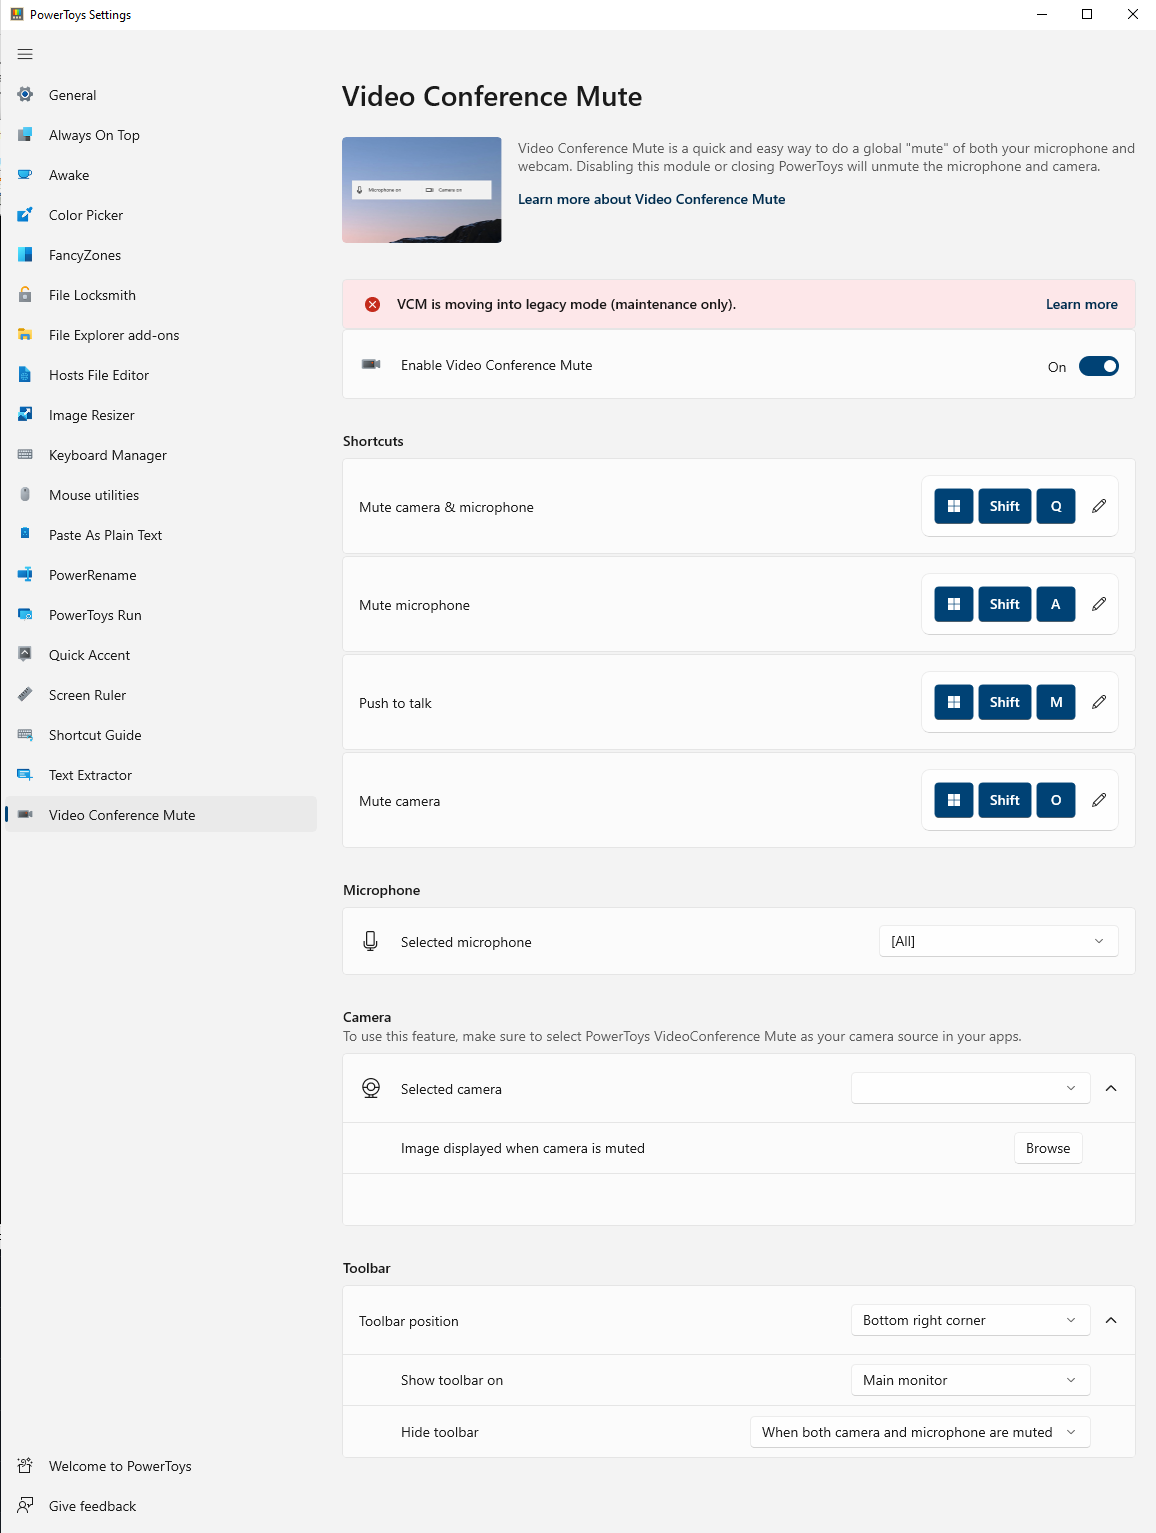 PowerToys Settings
General
Always On Top
Awake
Color Picker
FancyZones
File Locksmith
File Explorer add-ons
Hosts File Editor
Image Resizer
Keyboard Manager
Mouse utilities
Paste As Plain Text
PowerRename
PowerToys Run
Quick Accent
Screen Ruler
Shortcut Guide
Text Extractor
Video Conference Mute
Welcome to PowerToys
Give feedback
Video Conference Mute
Microphone on Camera on
Video Conference Mute is a quick and easy way to do a global "mute" of both your microphone and
webcam. Disabling this module or closing PowerToys will unmute the microphone and camera.
Learn more about Video Conference Mute
VCM is moving into legacy mode (maintenance only). Learn more
Enable Video Conference Mute On
Shortcuts
Mute camera & microphone Shift Q
Mute microphone Shift A
Push to talk Shift M
Mute camera Shift O
Microphone
Selected microphone [All]
Camera
To use this feature, make sure to select PowerToys VideoConference Mute as your camera source in your apps.
Selected camera
Image displayed when camera is muted Browse
Toolbar
Toolbar position Bottom right corner
Show toolbar on Main monitor
Hide toolbar When both camera and microphone are muted